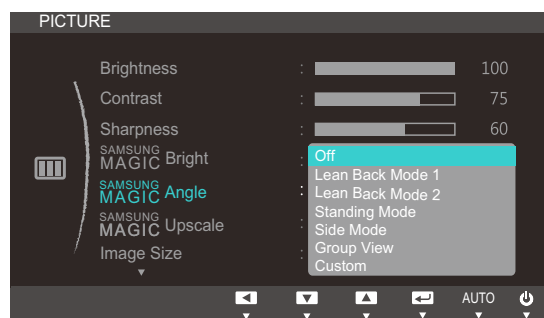 PICTURE
Brightness : 100
Contrast : 75
Sharpness : 60
SAMSUNG MAGIC Bright :
SAMSUNG MAGIC Angle :
SAMSUNG MAGIC Upscale :
Image Size :
Off
Lean Back Mode 1
Lean Back Mode 2
Standing Mode
Side Mode
Group View
Custom
AUTO